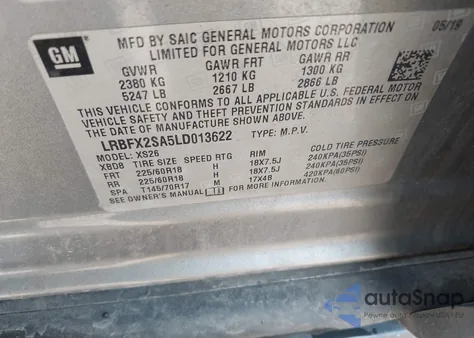 GM
MFD BY SAIC GENERAL MOTORS CORPORATION
LIMITED FOR GENERAL MOTORS LLC
05/19
GVWR GAWR FRT GAWR RR
2380 KG 1210 KG 1300 KG
5247 LB 2667 LB 2866 LB
THIS VEHICLE CONFORMS TO ALL APPLICABLE U.S. FEDERAL MOTOR
VEHICLE SAFETY AND THEFT PREVENTION STANDARDS IN EFFECT
ON THE DATE OF MANUFACTURE SHOWN ABOVE.
LRBFX2SA5LD013622 TYPE: M.P.V.
MODEL: XS26
XBD8 TIRE SIZE SPEED RTG RIM COLD TIRE PRESSURE
FRT 225/60R18 H 18X7.5J 240KPA(35PSI)
RR 225/60R18 H 18X7.5J 240KPA(35PSI)
SPA T145/70R17 M 17X4B 420KPA(60PSI)
SEE OWNER'S MANUAL
autoSnap